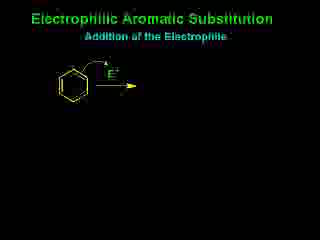 Electrophilic Aromatic Substitution
Addition of the Electrophile
E+